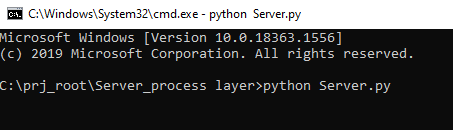 C:\Windows\System32\cmd.exe - python  Server.py
Microsoft Windows [Version 10.0.18363.1556]
(c) 2019 Microsoft Corporation. All rights reserved.
C:\prj_root\Server_process layer>python Server.py